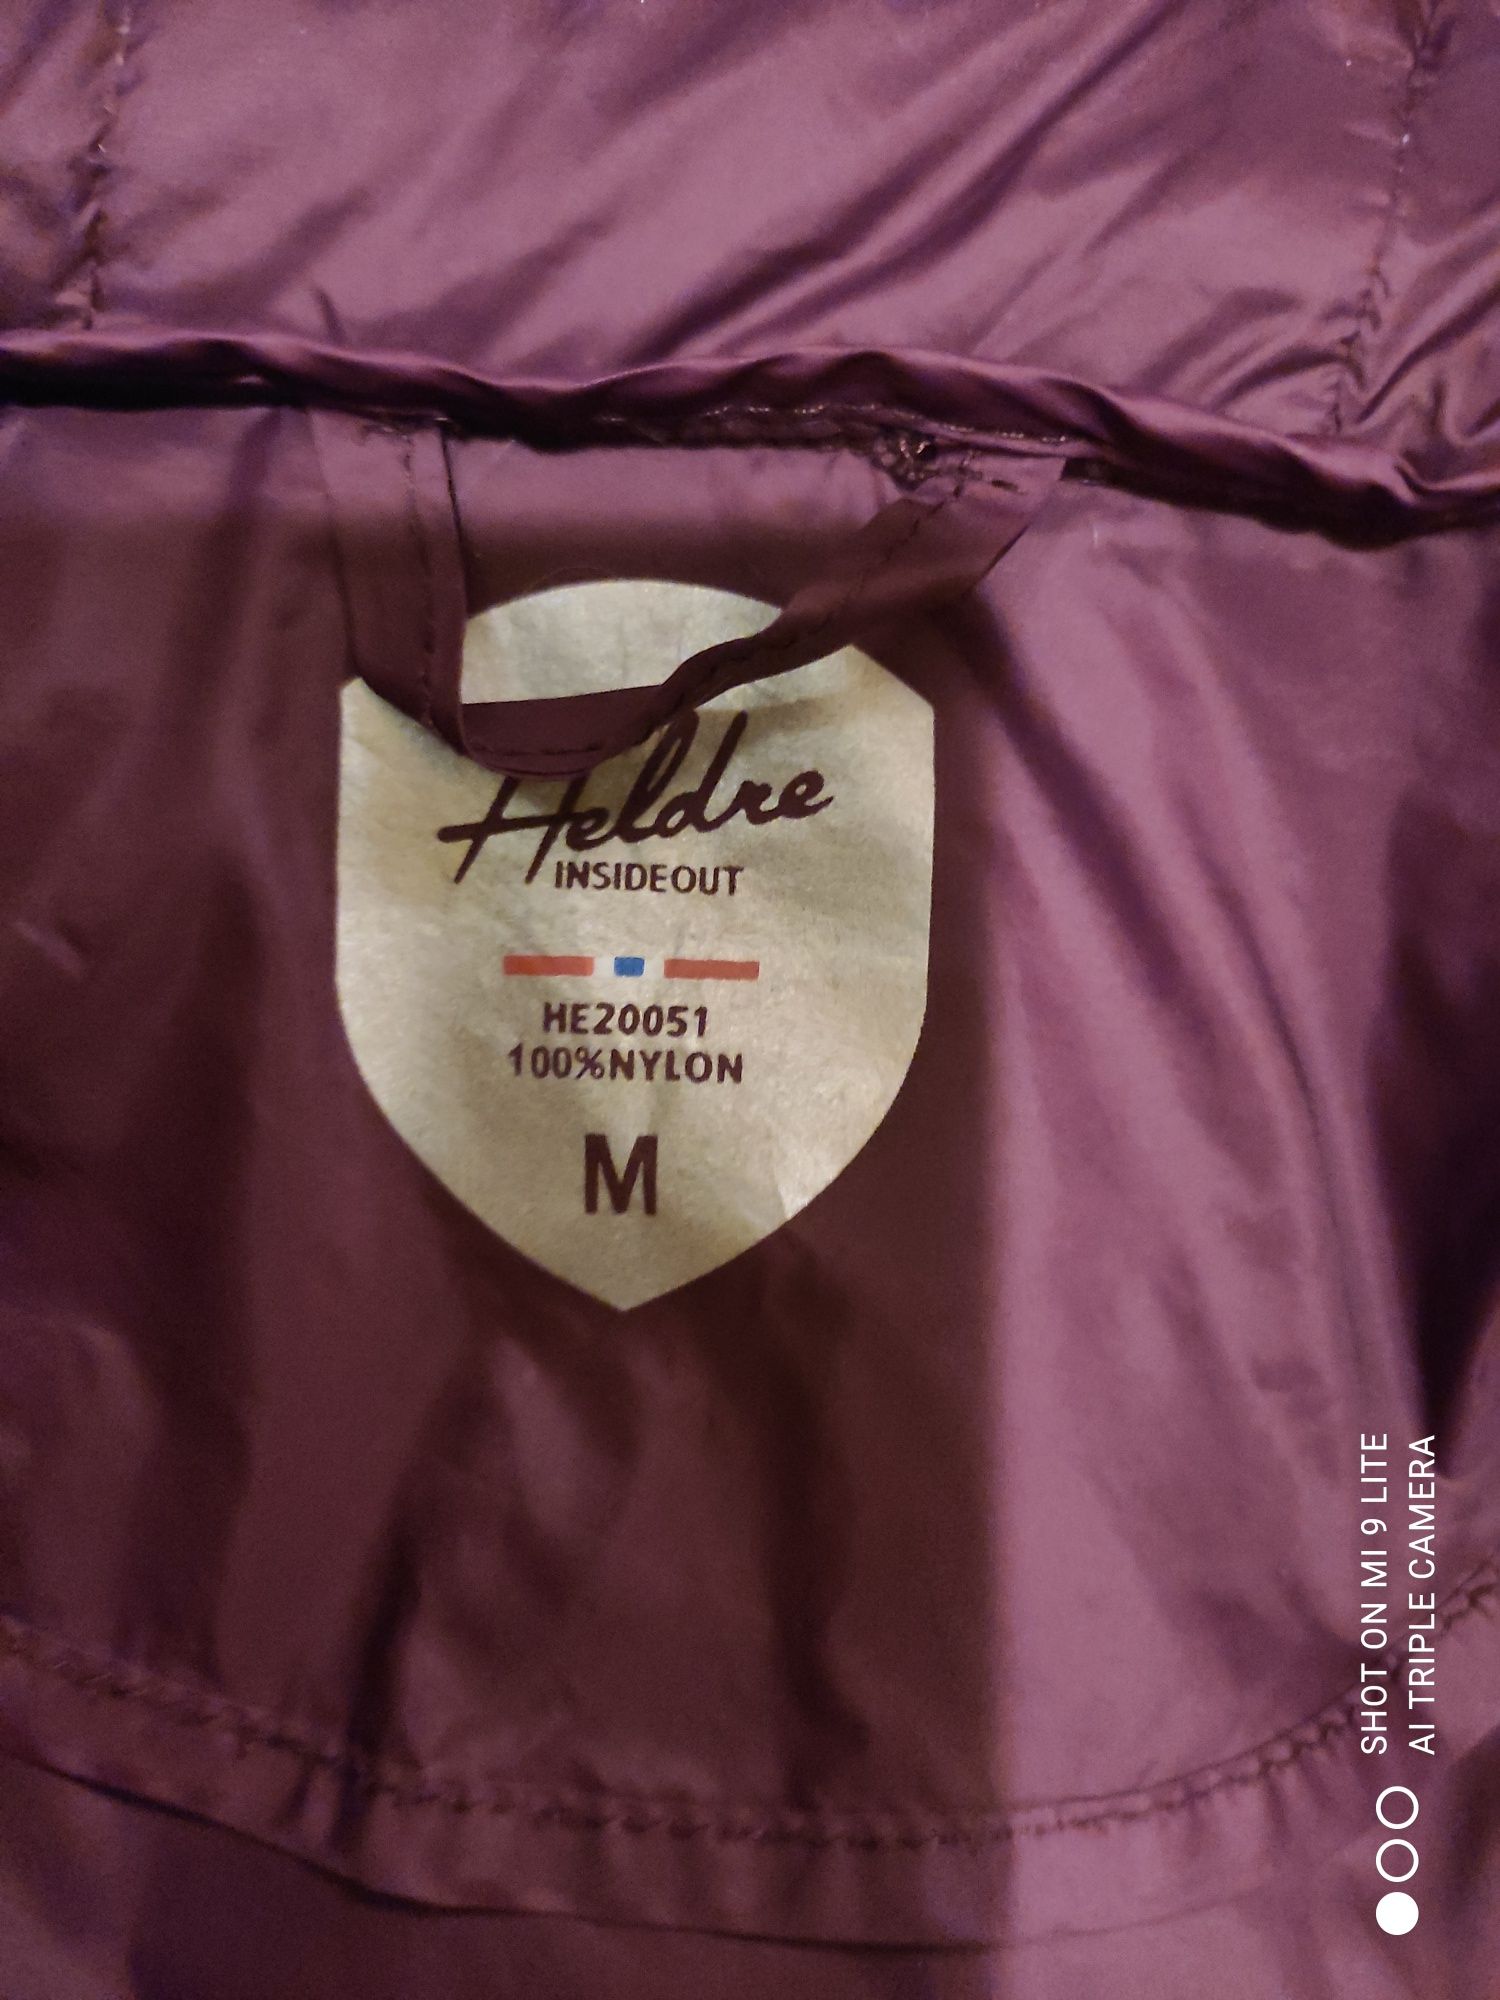 Heldre
INSIDEOUT
HE20051
100%NYLON
M
SHOT ON MI 9 LITE
AI TRIPLE CAMERA